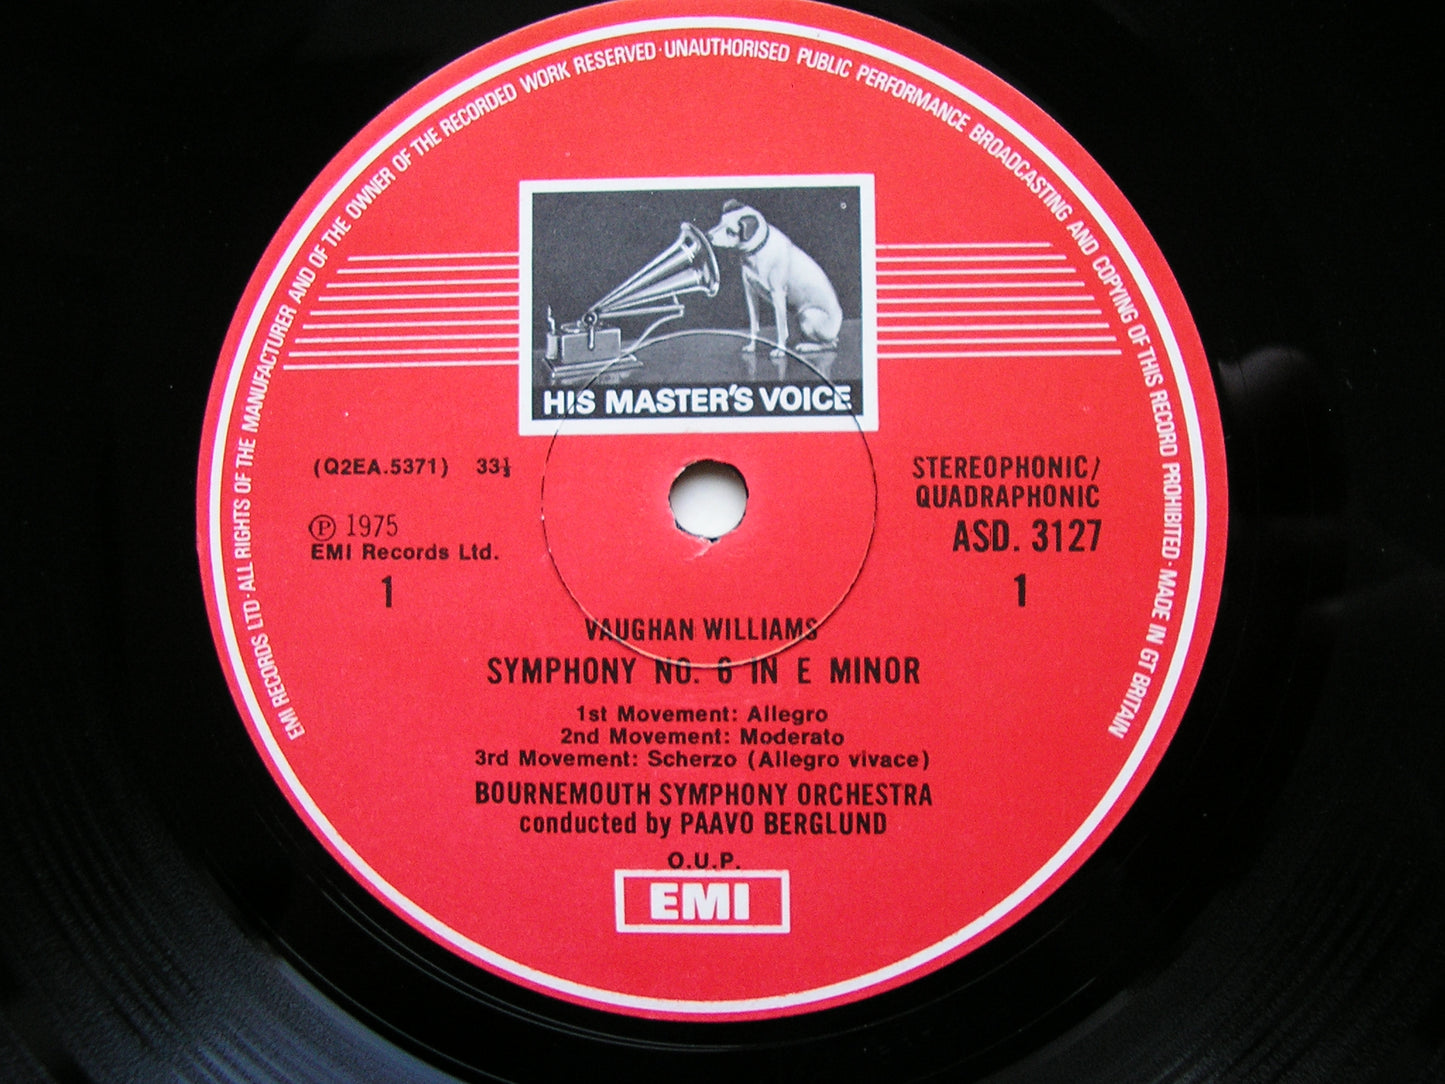 EMI RECORDS LTD · ALL RIGHTS OF THE MANUFACTURER AND OF THE OWNER OF THE RECORDED WORK RESERVED · UNAUTHORISED PUBLIC PERFORMANCE BROADCASTING AND COPYING OF THIS RECORD PROHIBITED · MADE IN GT BRITAIN
HIS MASTER'S VOICE
(Q2EA.5371) 33⅓
STEREOPHONIC/
QUADRAPHONIC
ASD. 3127
Ⓟ 1975
EMI Records Ltd.
1
1
VAUGHAN WILLIAMS
SYMPHONY NO. 6 IN E MINOR
1st Movement: Allegro
2nd Movement: Moderato
3rd Movement: Scherzo (Allegro vivace)
BOURNEMOUTH SYMPHONY ORCHESTRA
conducted by PAAVO BERGLUND
O.U.P.
EMI